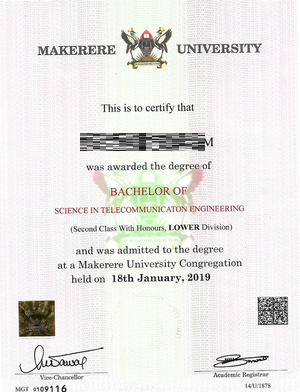 MAKERERE UNIVERSITY
This is to certify that
M
was awarded the degree of
BACHELOR OF
SCIENCE IN TELECOMMUNICATON ENGINEERING
(Second Class With Honours, LOWER Division)
and was admitted to the degree
at a Makerere University Congregation
held on 18th January, 2019
Vice-Chancellor
Academic Registrar
MGT 0109116
14/U/1878